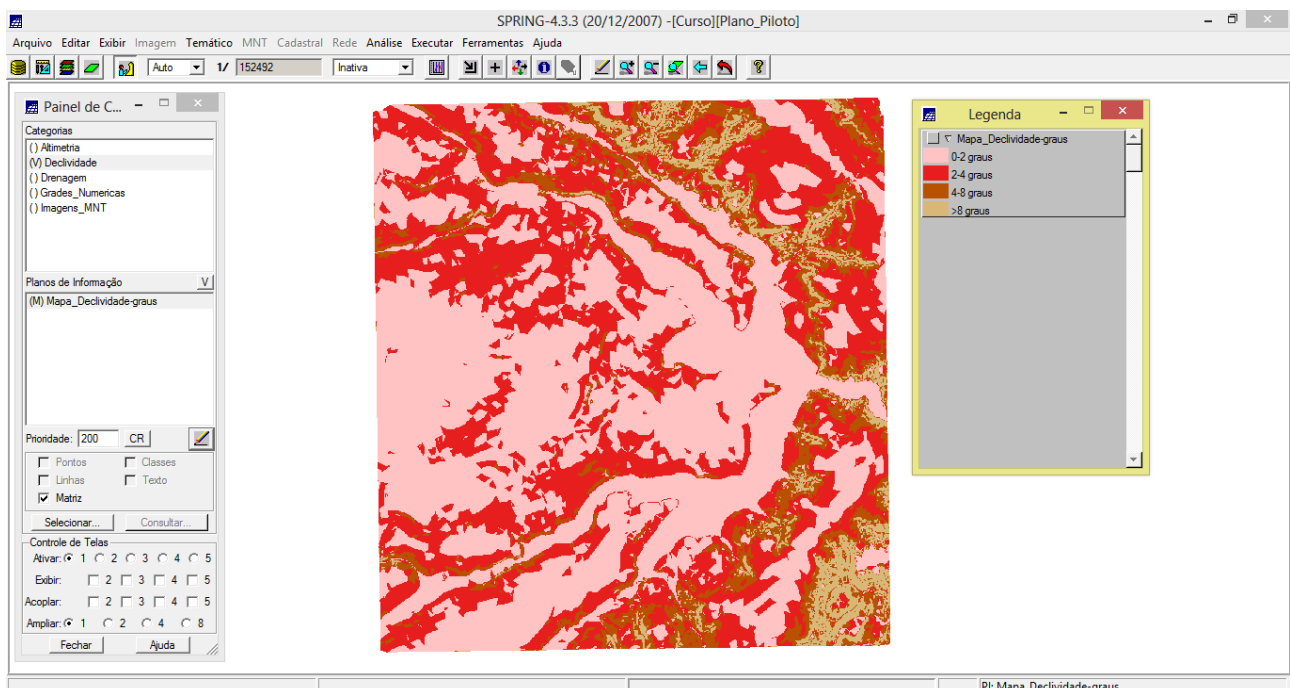 SPRING-4.3.3 (20/12/2007) -[Curso][Plano_Piloto]
Arquivo Editar Exibir Imagem Temático MNT Cadastral Rede Análise Executar Ferramentas Ajuda
Auto 1/ 152492 Inativa
Painel de C...
Categorias
() Altimetria
(V) Declividade
() Drenagem
() Grades_Numericas
() Imagens_MNT
Planos de Informação V
(M) Mapa_Declividade-graus
Prioridade: 200 CR
Pontos Classes
Linhas Texto
Matriz
Selecionar... Consultar...
Controle de Telas
Ativar: 1 2 3 4 5
Exibir: 2 3 4 5
Acoplar: 2 3 4 5
Ampliar: 1 2 4 8
Fechar Ajuda
Legenda
Mapa_Declividade-graus
0-2 graus
2-4 graus
4-8 graus
>8 graus
PI: Mapa_Declividade-graus